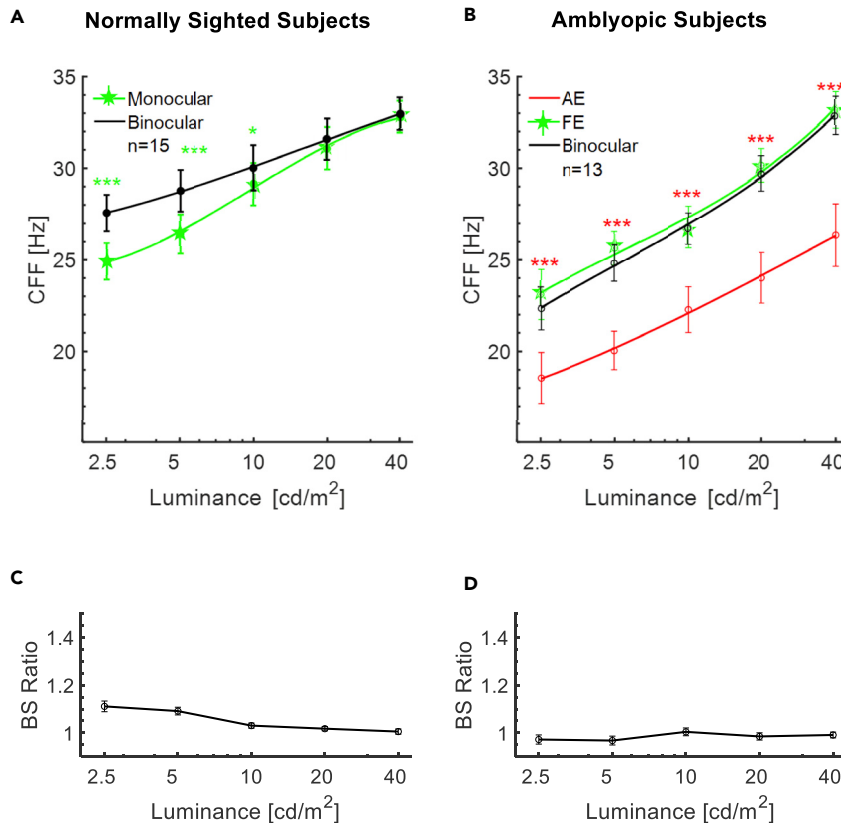 A
Normally Sighted Subjects
35
30
25
20
CFF [Hz]
Monocular
Binocular
n=15
***
***
*
2.5
5
10
20
40
Luminance [cd/m2]
B
Amblyopic Subjects
35
30
25
20
CFF [Hz]
AE
FE
Binocular
n=13
***
***
***
***
***
2.5
5
10
20
40
Luminance [cd/m2]
C
1.4
1.2
1
BS Ratio
2.5
5
10
20
40
Luminance [cd/m2]
D
1.4
1.2
1
BS Ratio
2.5
5
10
20
40
Luminance [cd/m2]